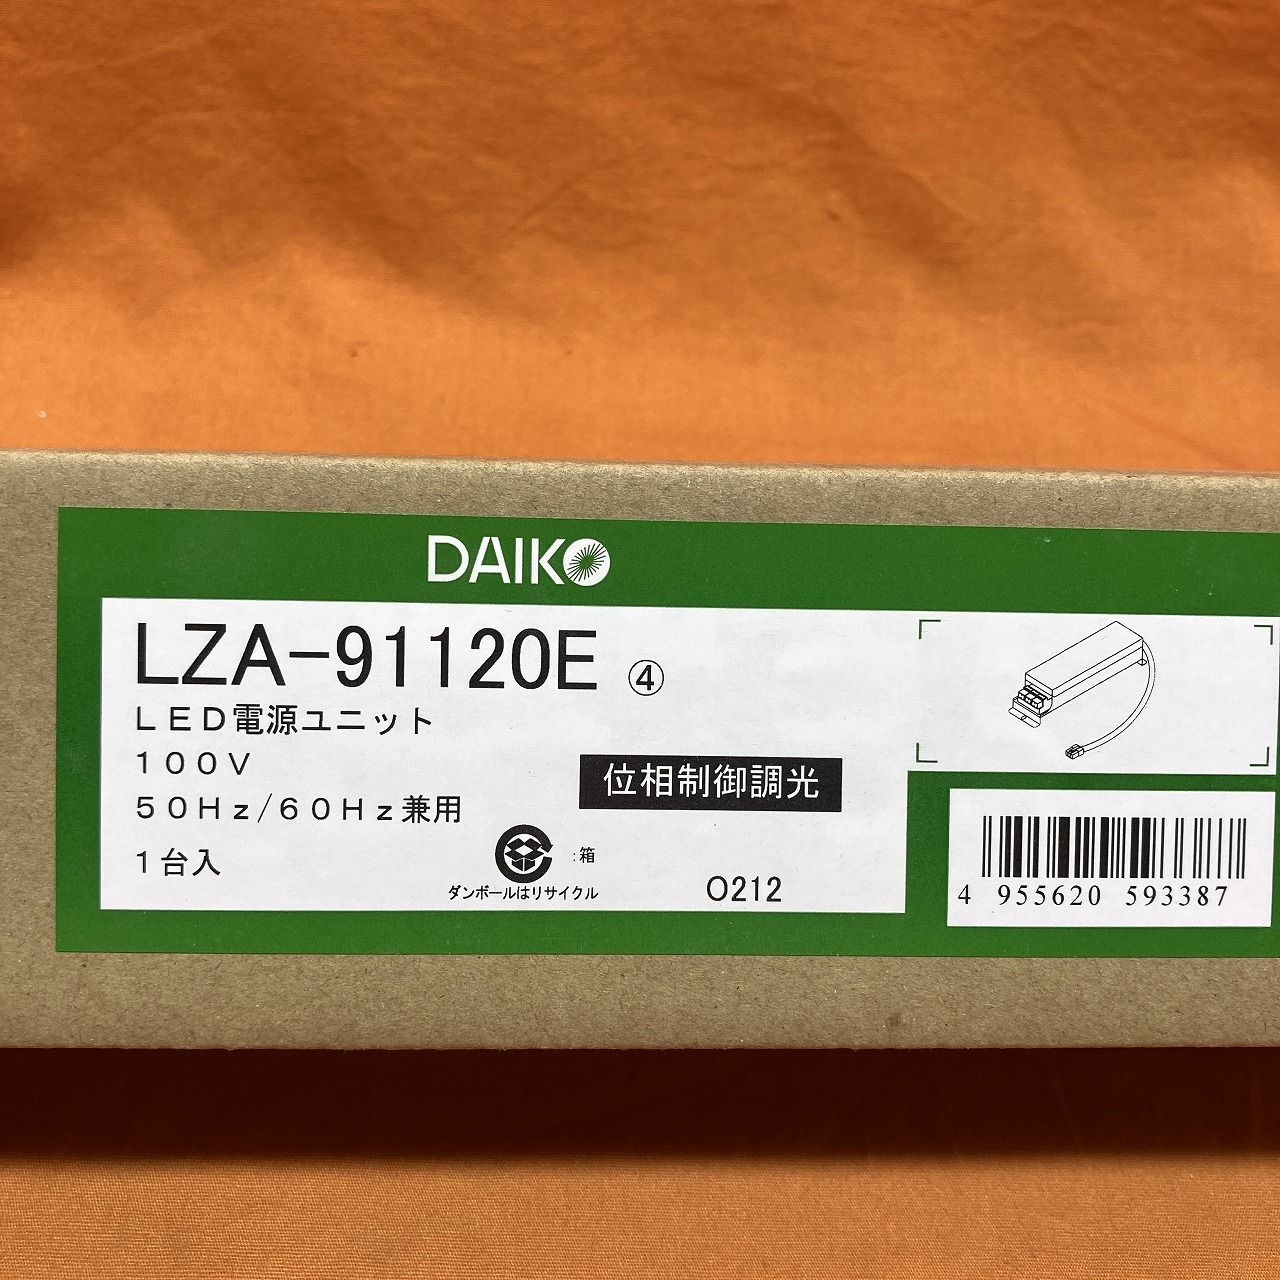 DAIKO
LZA-91120E ④
LED電源ユニット
100V
50Hz/60Hz兼用
1台入
位相制御調光
:箱
ダンボールはリサイクル
O212
4 955620 593387